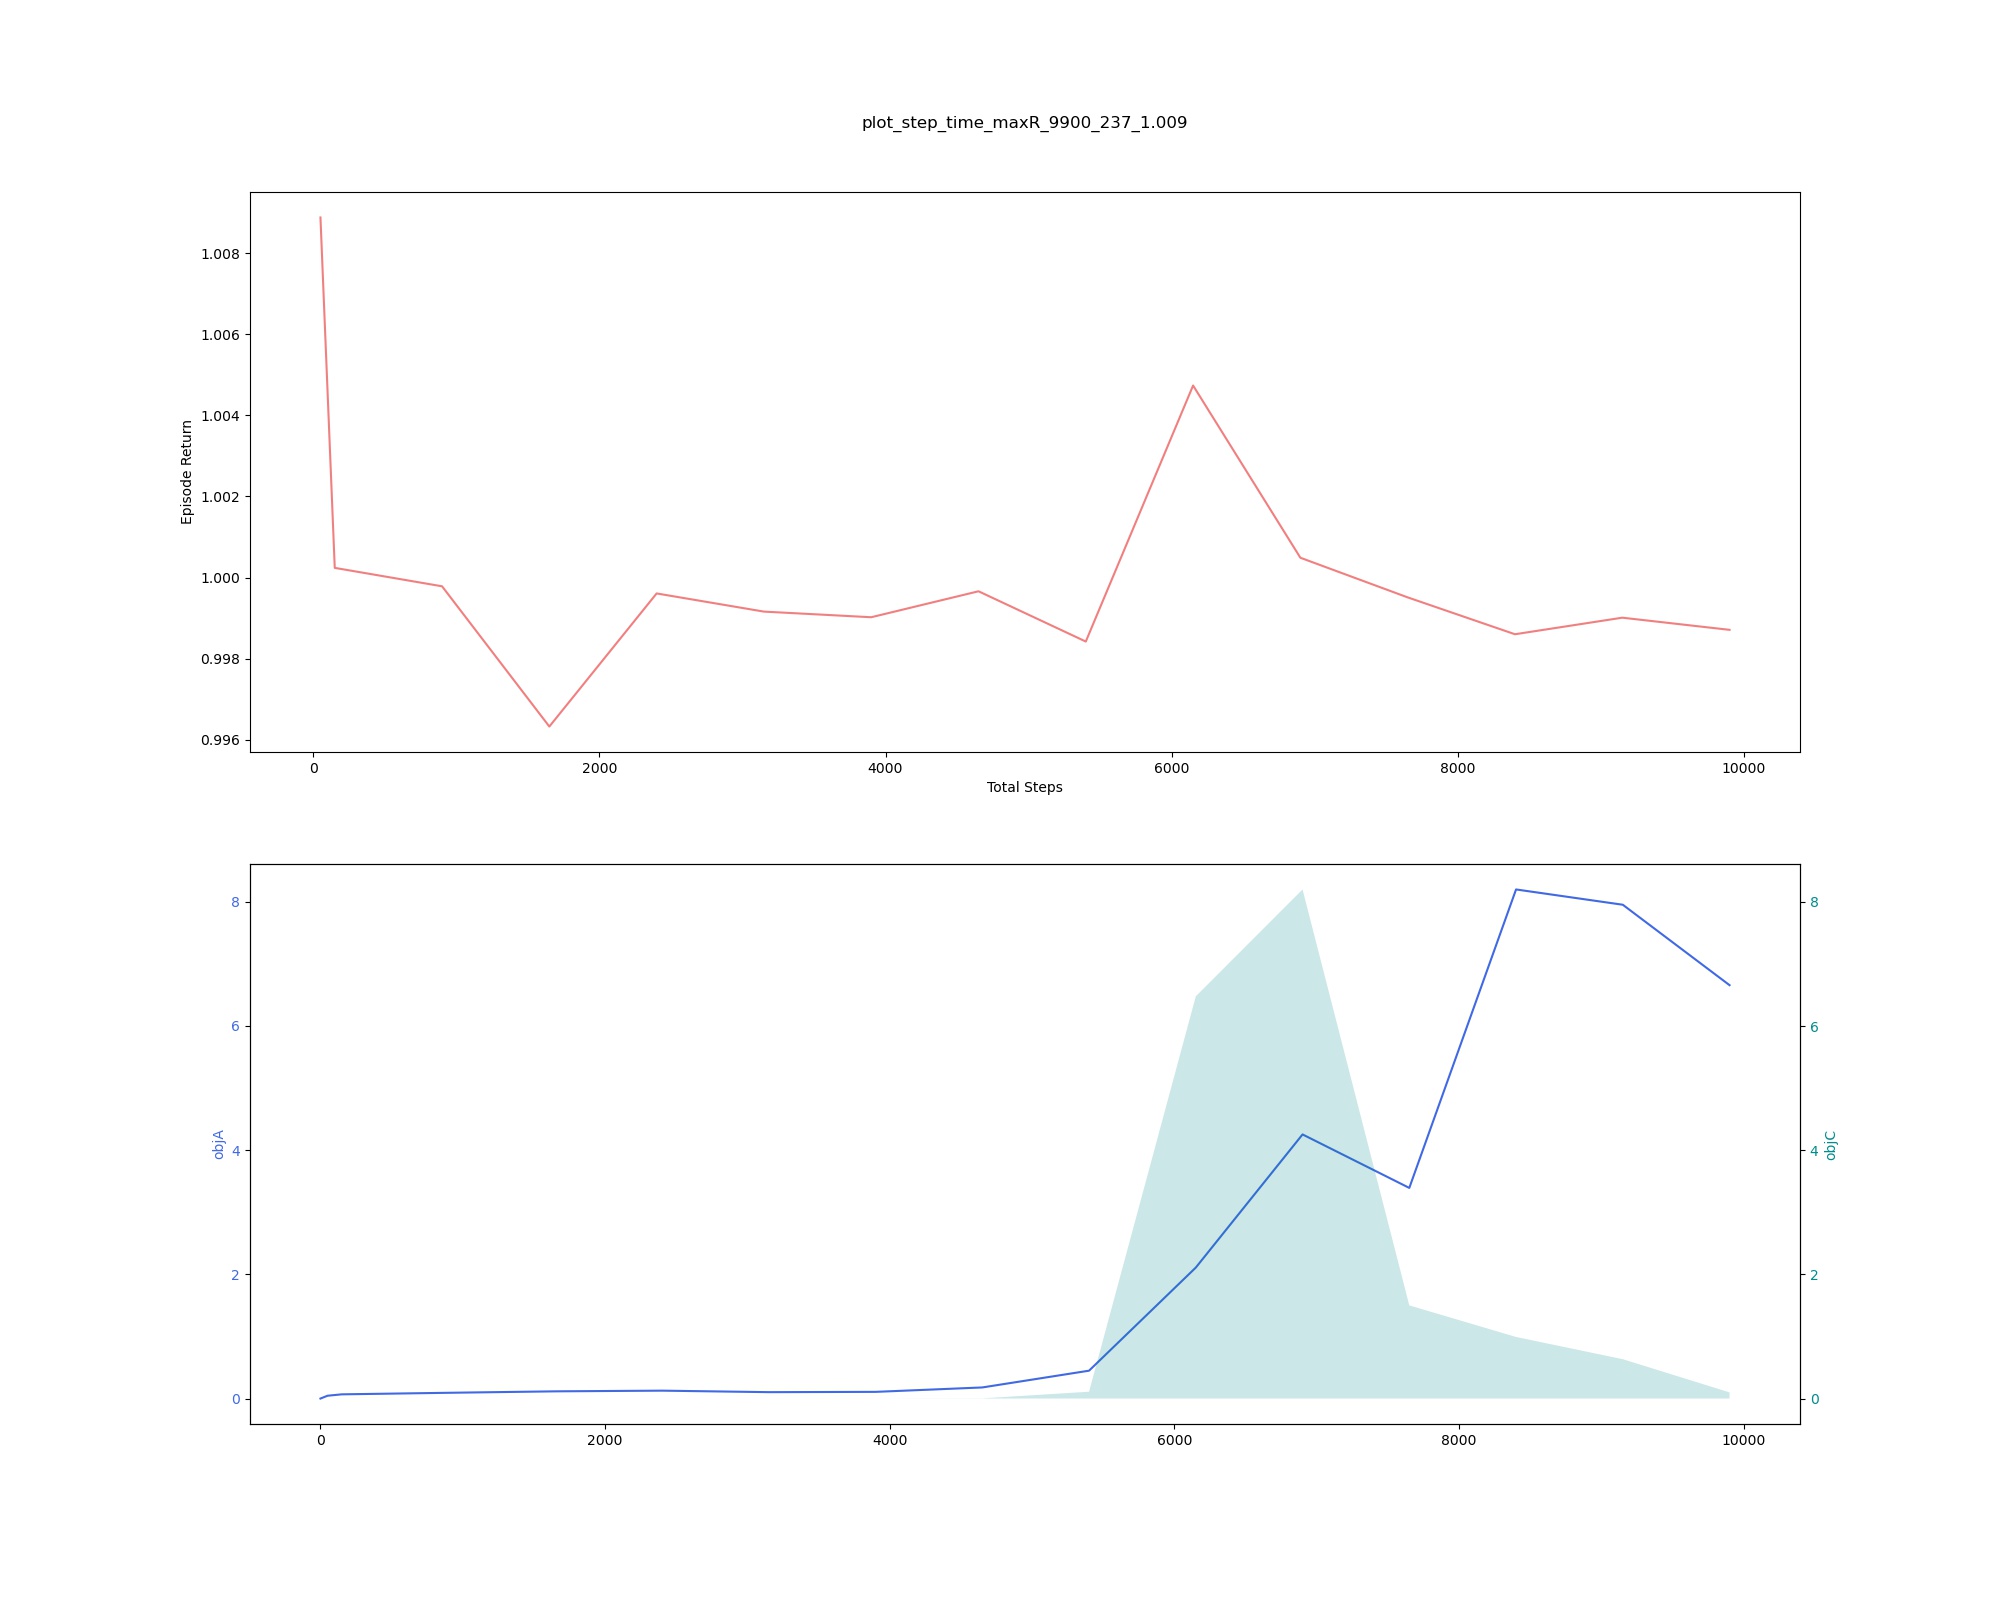 plot_step_time_maxR_9900_237_1.009
1.008
1.006
1.004
1.002
1.000
0.998
0.996
Episode Return
0 2000 4000 6000 8000 10000
Total Steps
8
6
4
2
0
objA
8
6
4
2
0
objC
0 2000 4000 6000 8000 10000